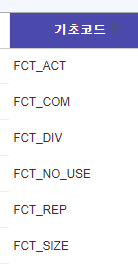 기초코드
FCT_ACT
FCT_COM
FCT_DIV
FCT_NO_USE
FCT_REP
FCT_SIZE